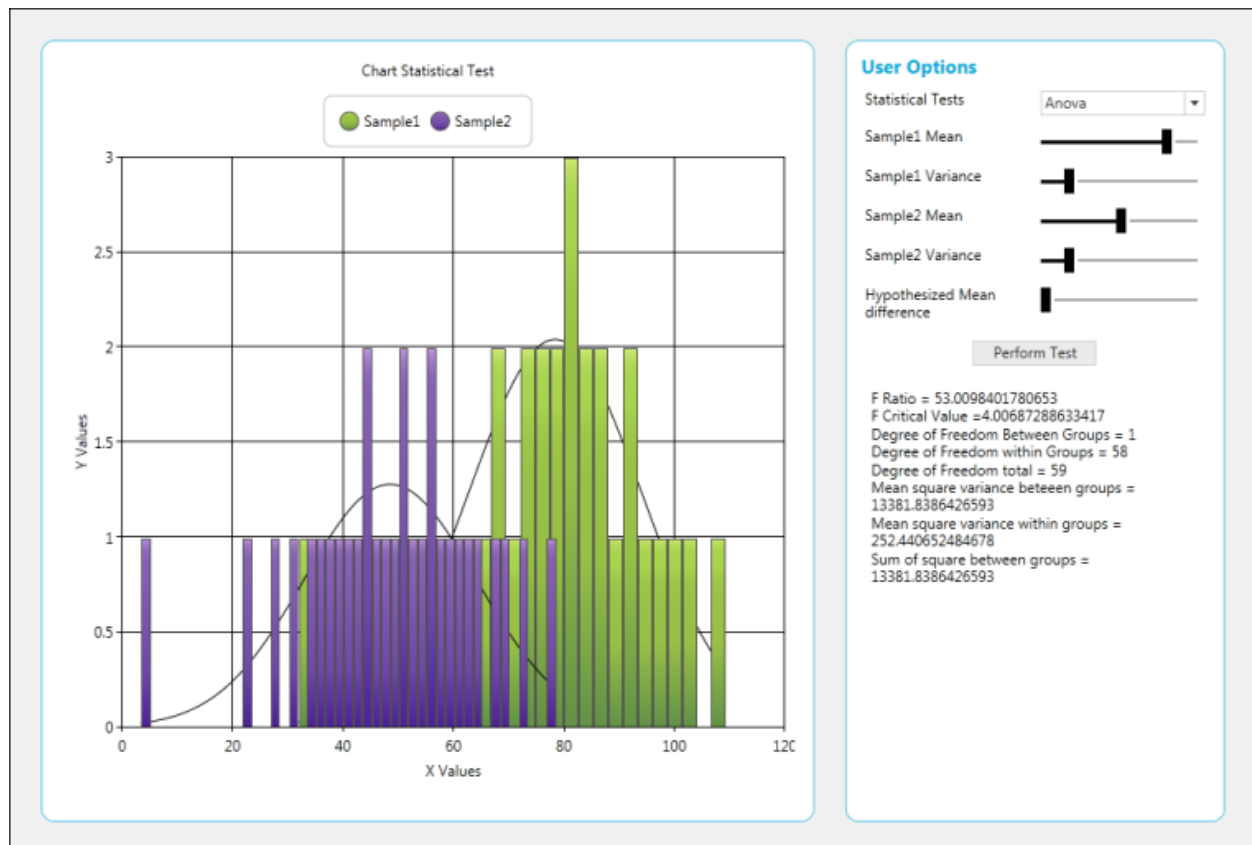 Chart Statistical Test
Sample1 Sample2
3
2.5
2
1.5
1
0.5
0
Y Values
0 20 40 60 80 100 12
X Values
User Options
Statistical Tests Anova
Sample1 Mean
Sample1 Variance
Sample2 Mean
Sample2 Variance
Hypothesized Mean
difference
Perform Test
F Ratio = 53.0098401780653
F Critical Value =4.00687288633417
Degree of Freedom Between Groups = 1
Degree of Freedom within Groups = 58
Degree of Freedom total = 59
Mean square variance beteeen groups =
13381.8386426593
Mean square variance within groups =
252.440652484678
Sum of square between groups =
13381.8386426593